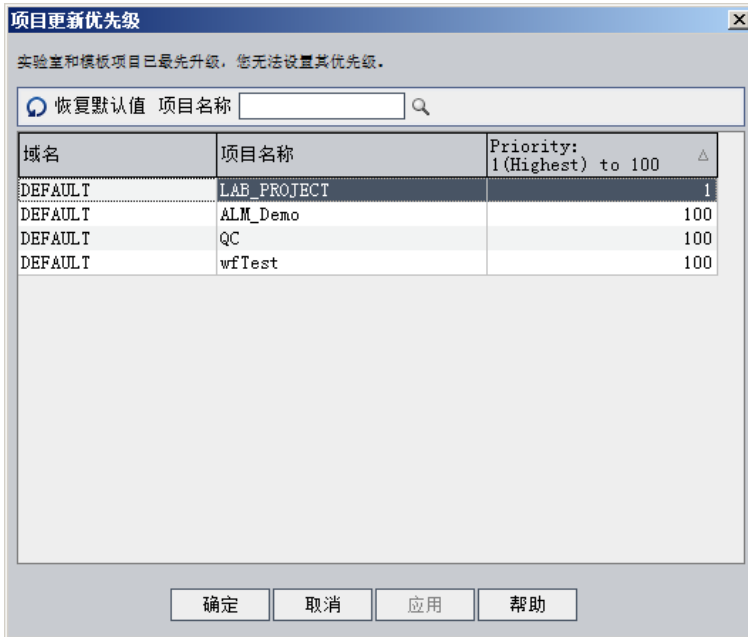 项目更新优先级
实验室和模板项目已最先升级，您无法设置其优先级。
恢复默认值 项目名称
域名 项目名称 Priority:
1(Highest) to 100
DEFAULT LAB_PROJECT 1
DEFAULT ALM_Demo 100
DEFAULT QC 100
DEFAULT wfTest 100
确定 取消 应用 帮助